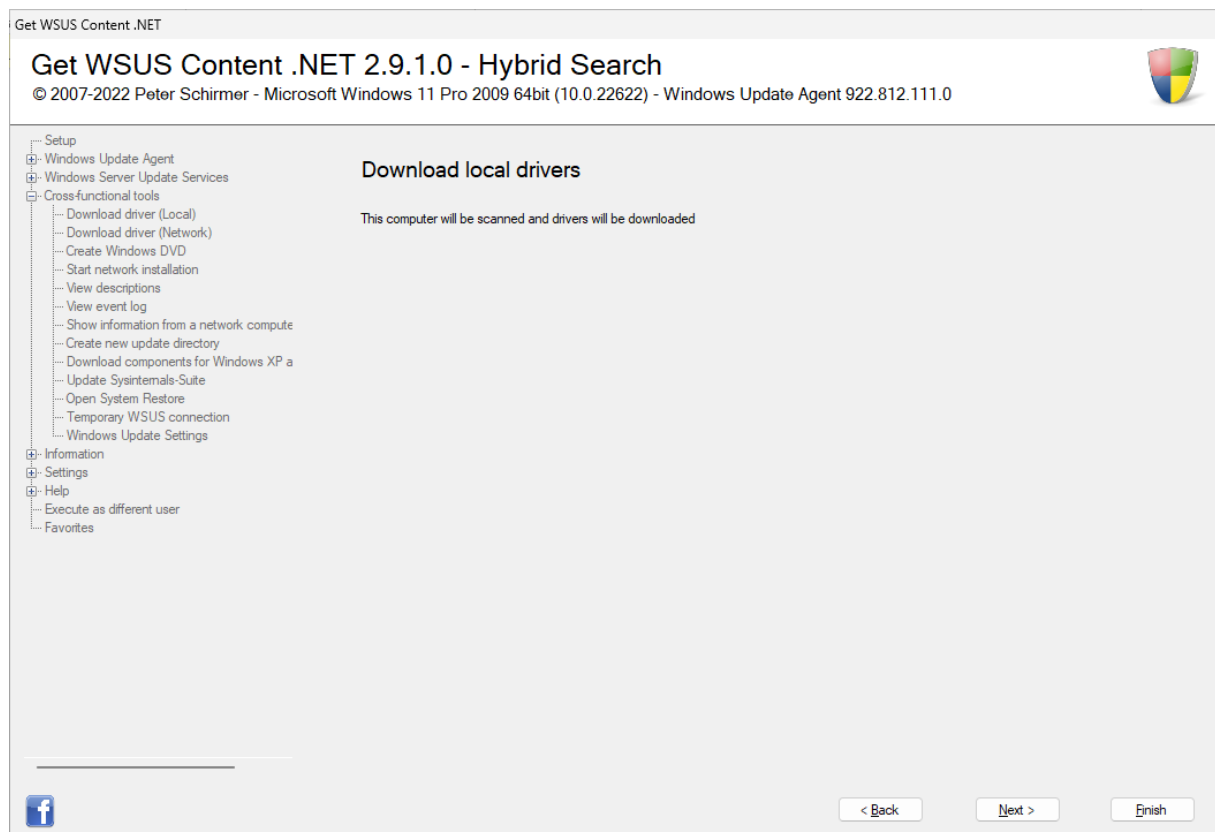 Get WSUS Content .NET
Get WSUS Content .NET 2.9.1.0 - Hybrid Search
© 2007-2022 Peter Schirmer - Microsoft Windows 11 Pro 2009 64bit (10.0.22622) - Windows Update Agent 922.812.111.0
Setup
Windows Update Agent
Windows Server Update Services
Cross-functional tools
Download driver (Local)
Download driver (Network)
Create Windows DVD
Start network installation
View descriptions
View event log
Show information from a network compute
Create new update directory
Download components for Windows XP a
Update Sysinternals-Suite
Open System Restore
Temporary WSUS connection
Windows Update Settings
Information
Settings
Help
Execute as different user
Favorites
Download local drivers
This computer will be scanned and drivers will be downloaded
f
< Back Next > Finish